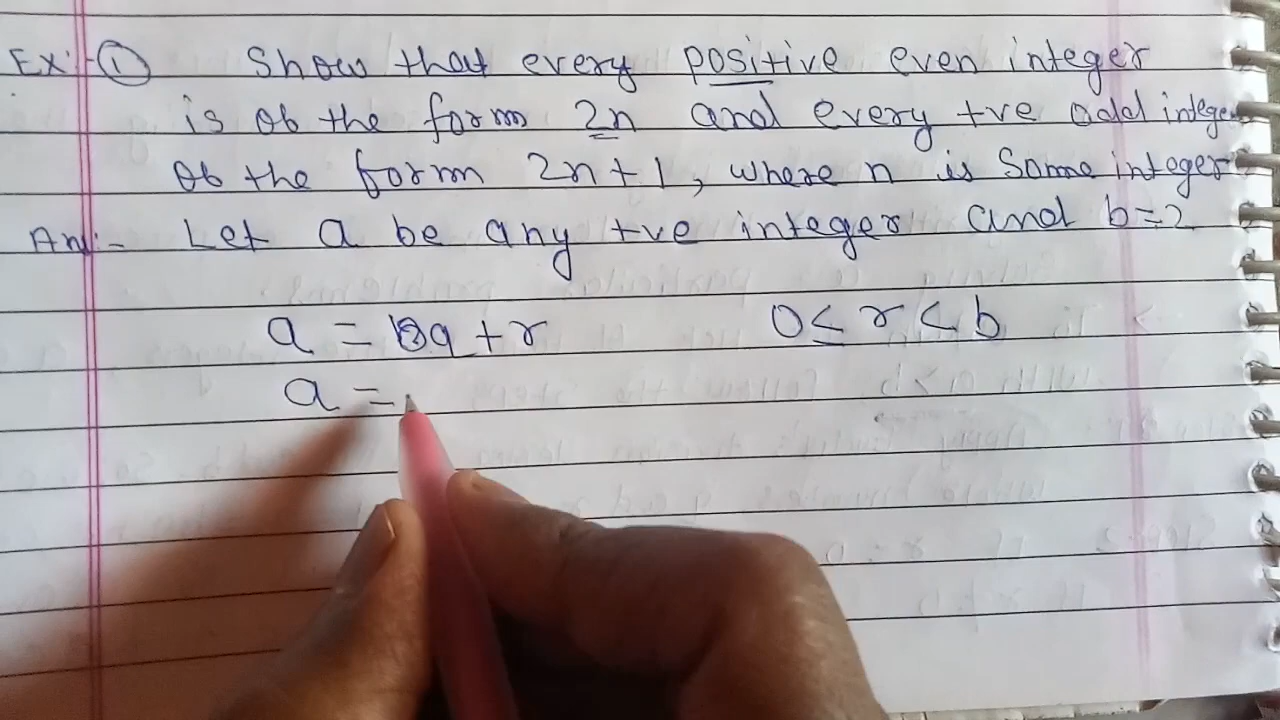 Ex:- ① Show that every positive even integer
is of the form 2n and every +ve odd integer
of the form 2n+1, where n is some integer
Ans:- Let a be any +ve integer and b=2
a = bq + r 0 ≤ r < b
a =